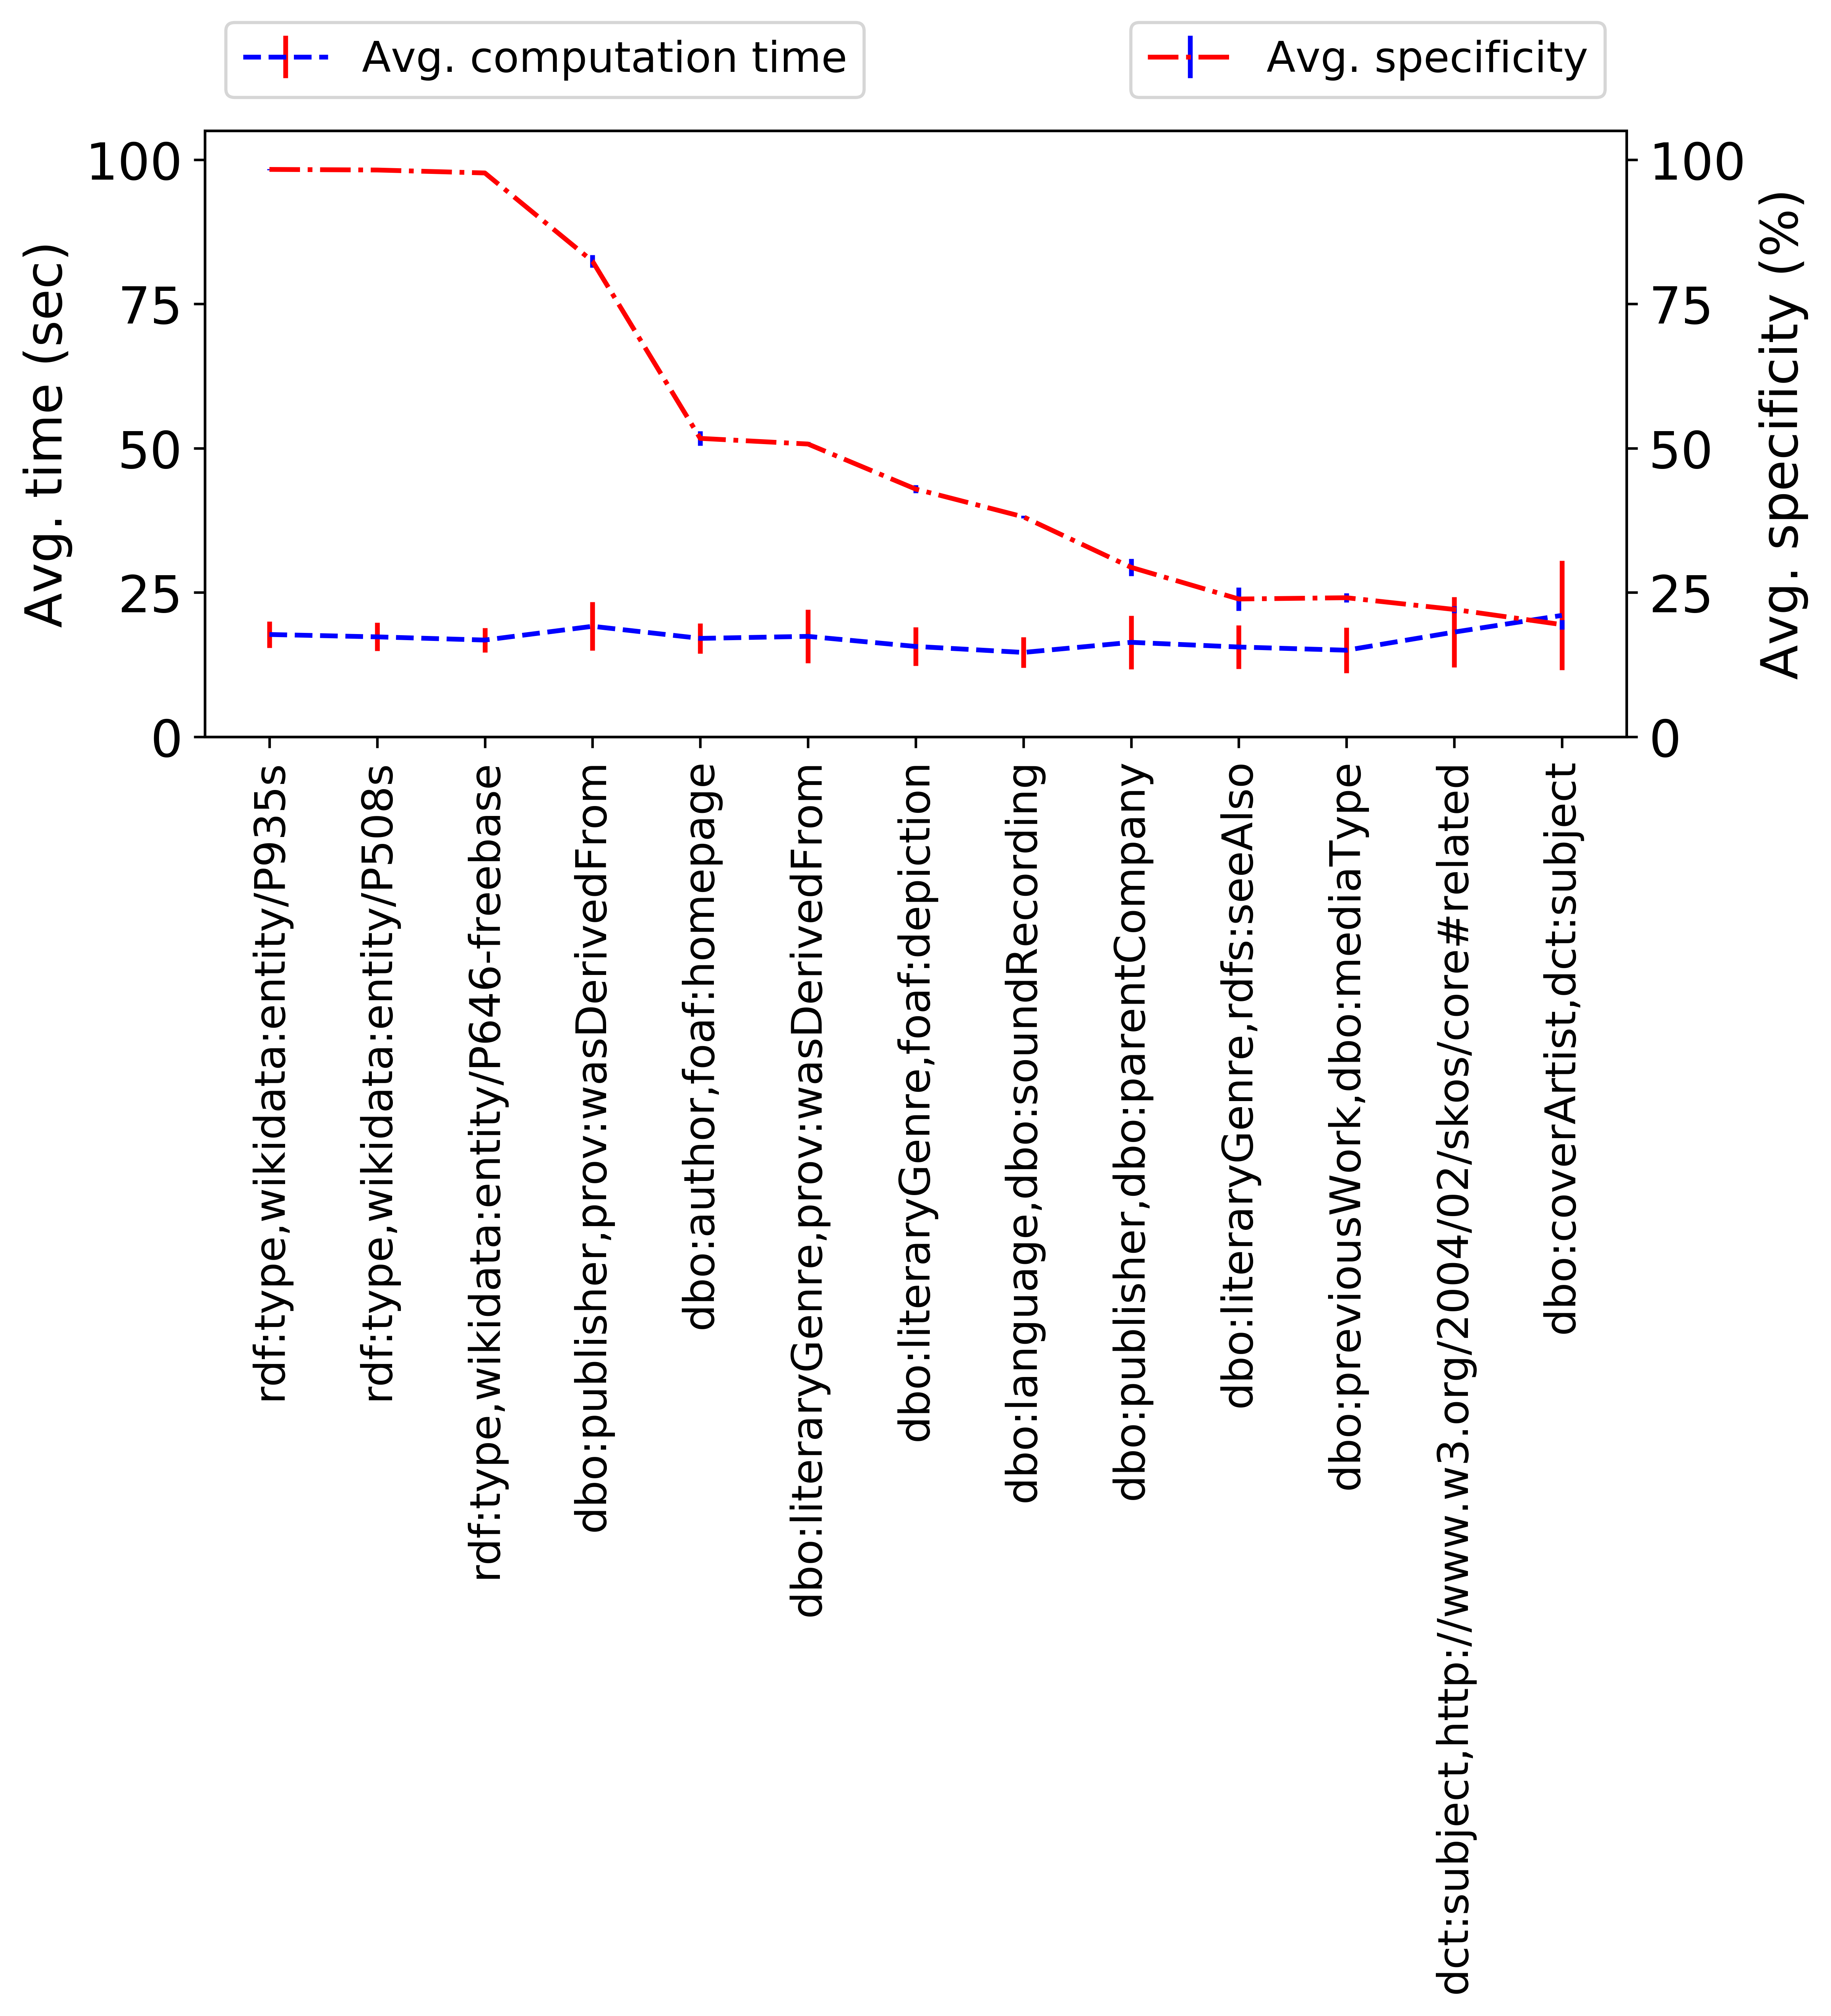 Avg. computation time
Avg. specificity
Avg. time (sec)
100
75
50
25
0
100
75
50
25
0
Avg. specificity (%)
rdf:type,wikidata:entity/P935s
rdf:type,wikidata:entity/P508s
rdf:type,wikidata:entity/P646-freebase
dbo:publisher,prov:wasDerivedFrom
dbo:author,foaf:homepage
dbo:literaryGenre,prov:wasDerivedFrom
dbo:literaryGenre,foaf:depiction
dbo:language,dbo:soundRecording
dbo:publisher,dbo:parentCompany
dbo:literaryGenre,rdfs:seeAlso
dbo:previousWork,dbo:mediaType
dct:subject,http://www.w3.org/2004/02/skos/core#related
dbo:coverArtist,dct:subject